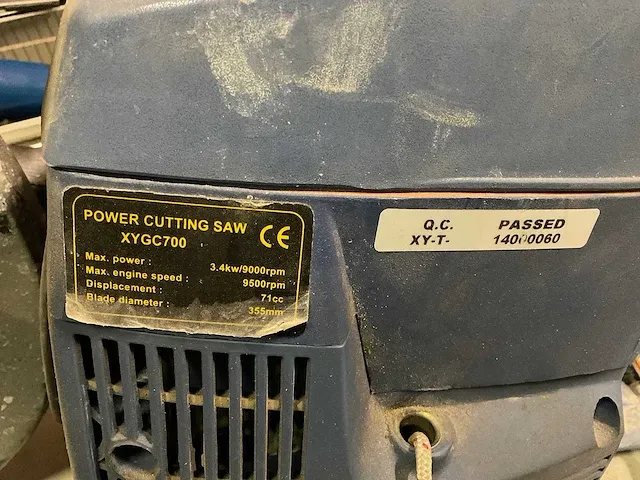 POWER CUTTING SAW
XYGC700
CE
Max. power : 3.4kw/9000rpm
Max. engine speed : 9500rpm
Displacement : 71cc
Blade diameter : 355mm
Q.C. PASSED
XY-T-